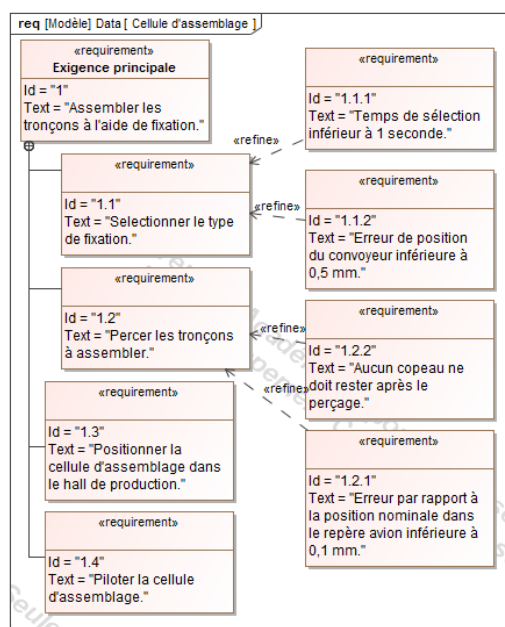 req [Modèle] Data [ Cellule d'assemblage ]
«requirement»
Exigence principale
Id = "1"
Text = "Assembler les
tronçons à l'aide de fixation."
«requirement»
Id = "1.1"
Text = "Selectionner le type
de fixation."
«requirement»
Id = "1.2"
Text = "Percer les tronçons
à assembler."
«requirement»
Id = "1.3"
Text = "Positionner la
cellule d'assemblage dans
le hall de production."
«requirement»
Id = "1.4"
Text = "Piloter la cellule
d'assemblage."
«requirement»
Id = "1.1.1"
Text = "Temps de sélection
inférieur à 1 seconde."
«refine»
«requirement»
Id = "1.1.2"
Text = "Erreur de position
du convoyeur inférieure à
0,5 mm."
«refine»
«requirement»
Id = "1.2.2"
Text = "Aucun copeau ne
doit rester après le
perçage."
«refine»
«requirement»
Id = "1.2.1"
Text = "Erreur par rapport à
la position nominale dans
le repère avion inférieure à
0,1 mm."
«refine»